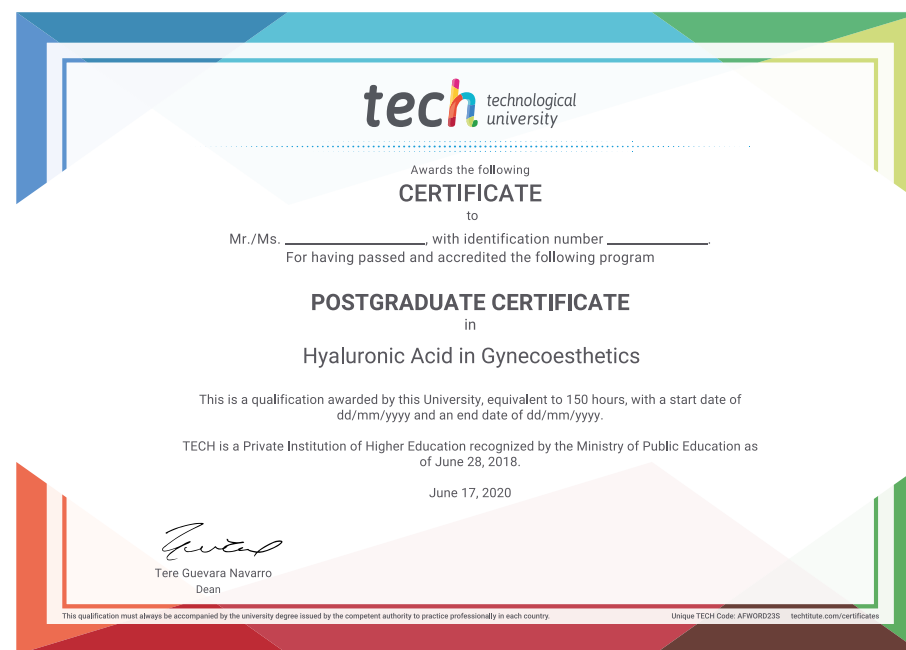 tech technological
university
Awards the following
CERTIFICATE
to
Mr./Ms. ____________________, with identification number ______________.
For having passed and accredited the following program
POSTGRADUATE CERTIFICATE
in
Hyaluronic Acid in Gynecoesthetics
This is a qualification awarded by this University, equivalent to 150 hours, with a start date of
dd/mm/yyyy and an end date of dd/mm/yyyy.
TECH is a Private Institution of Higher Education recognized by the Ministry of Public Education as
of June 28, 2018.
June 17, 2020
Tere Guevara Navarro
Dean
This qualification must always be accompanied by the university degree issued by the competent authority to practice professionally in each country.
Unique TECH Code: AFWORD23S techtitute.com/certificates